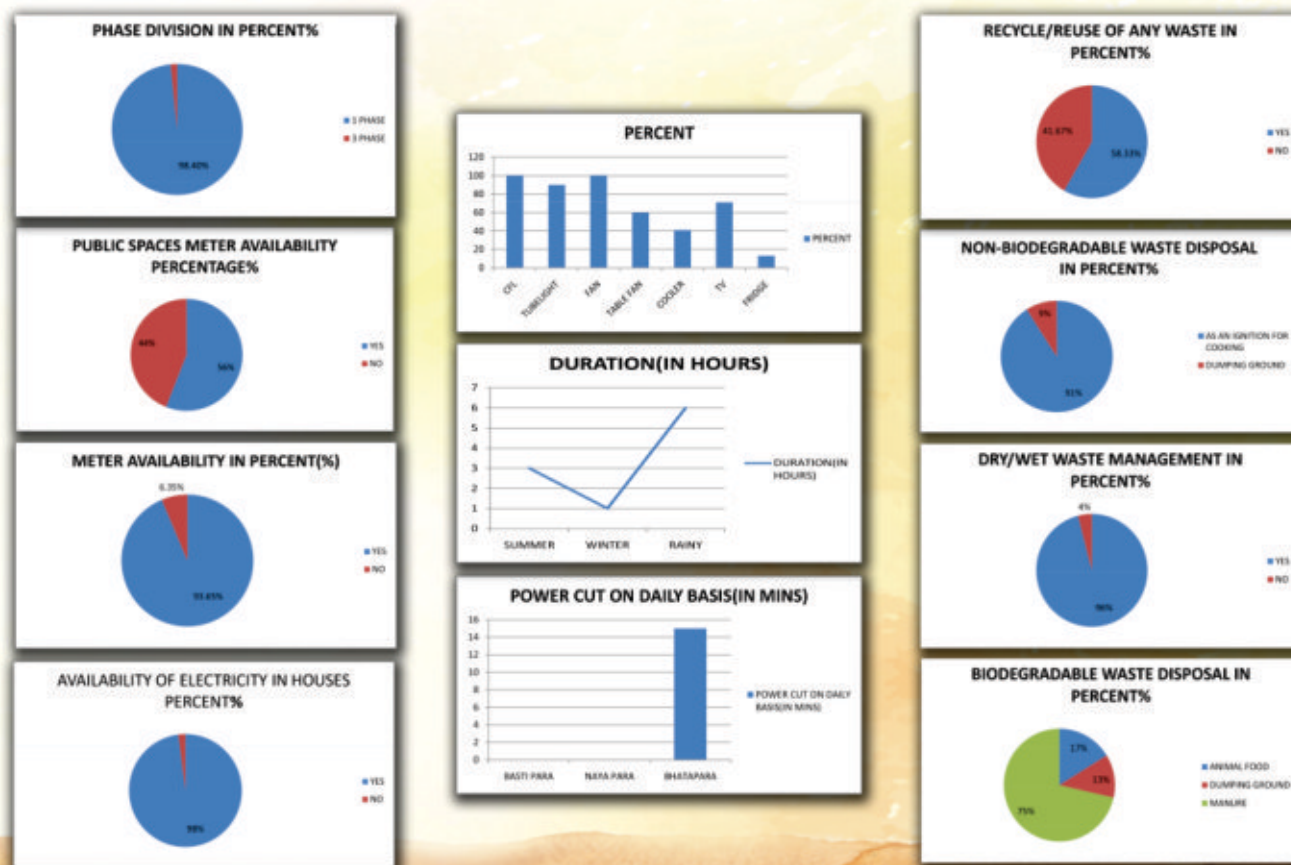 PHASE DIVISION IN PERCENT%
1 PHASE
3 PHASE
98.40%
PUBLIC SPACES METER AVAILABILITY
PERCENTAGE%
44%
56%
YES
NO
METER AVAILABILITY IN PERCENT(%)
6.35%
93.65%
YES
NO
AVAILABILITY OF ELECTRICITY IN HOUSES
PERCENT%
98%
YES
NO
PERCENT
120
100
80
60
40
20
0
CFL
TUBELIGHT
FAN
TABLE FAN
COOLER
TV
FRIDGE
PERCENT
DURATION(IN HOURS)
7
6
5
4
3
2
1
0
SUMMER
WINTER
RAINY
DURATION(IN
HOURS)
POWER CUT ON DAILY BASIS(IN MINS)
16
14
12
10
8
6
4
2
0
BASTI PARA
NAYA PARA
BHATAPARA
POWER CUT ON DAILY
BASIS(IN MINS)
RECYCLE/REUSE OF ANY WASTE IN
PERCENT%
41.67%
58.33%
YES
NO
NON-BIODEGRADABLE WASTE DISPOSAL
IN PERCENT%
9%
91%
AS AN IGNITION FOR
COOKING
DUMPING GROUND
DRY/WET WASTE MANAGEMENT IN
PERCENT%
4%
96%
YES
NO
BIODEGRADABLE WASTE DISPOSAL IN
PERCENT%
17%
13%
75%
ANIMAL FOOD
DUMPING GROUND
MANURE